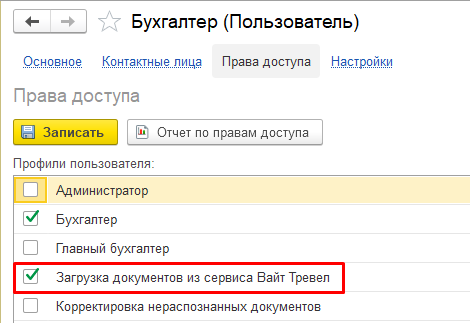 Бухгалтер (Пользователь)
Основное Контактные лица Права доступа Настройки
Права доступа
Записать Отчет по правам доступа
Профили пользователя:
Администратор
Бухгалтер
Главный бухгалтер
Загрузка документов из сервиса Вайт Тревел
Корректировка нераспознанных документов